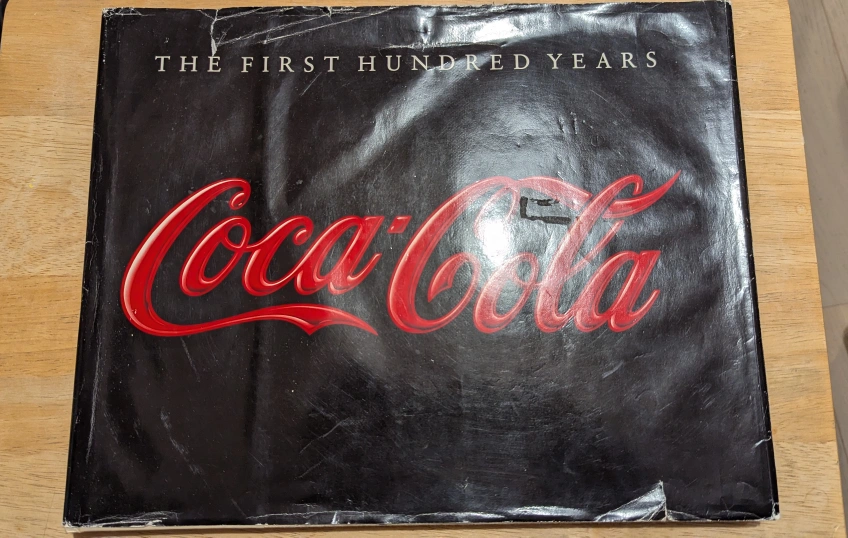 THE FIRST HUNDRED YEARS
Coca-Cola